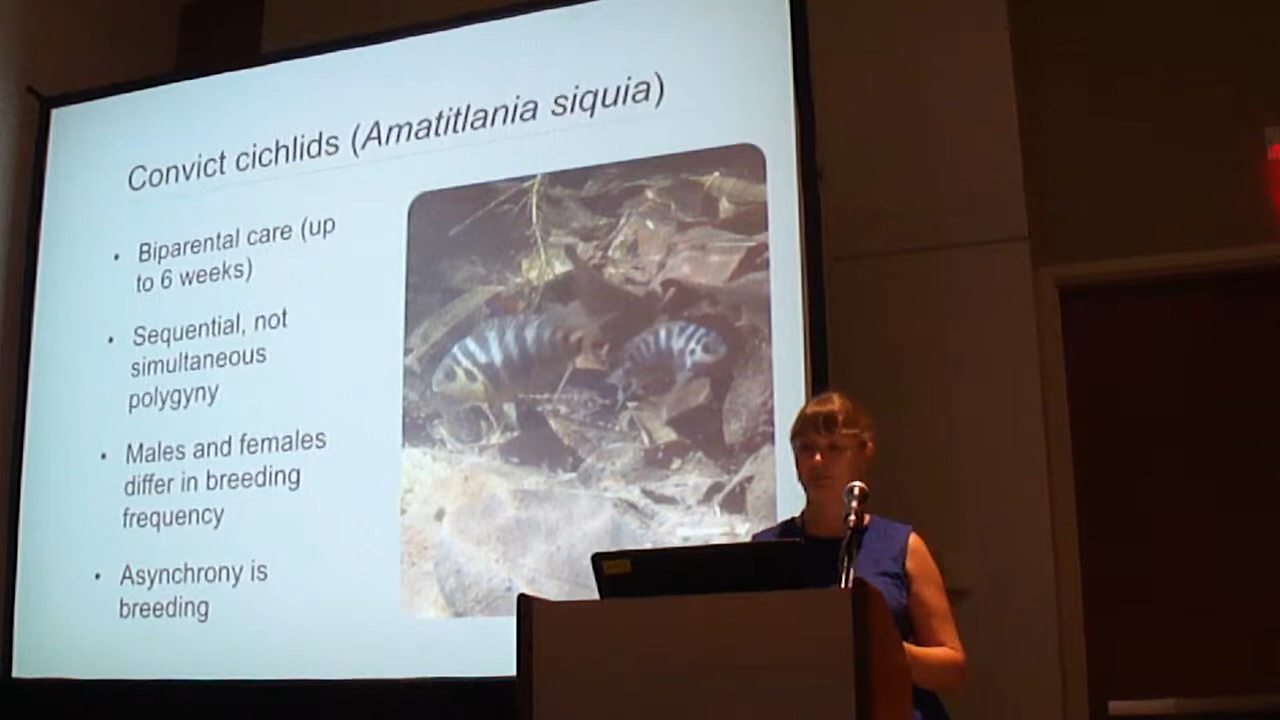 Convict cichlids (Amatitlania siquia)
• Biparental care (up
to 6 weeks)
• Sequential, not
simultaneous
polygyny
• Males and females
differ in breeding
frequency
• Asynchrony is
breeding